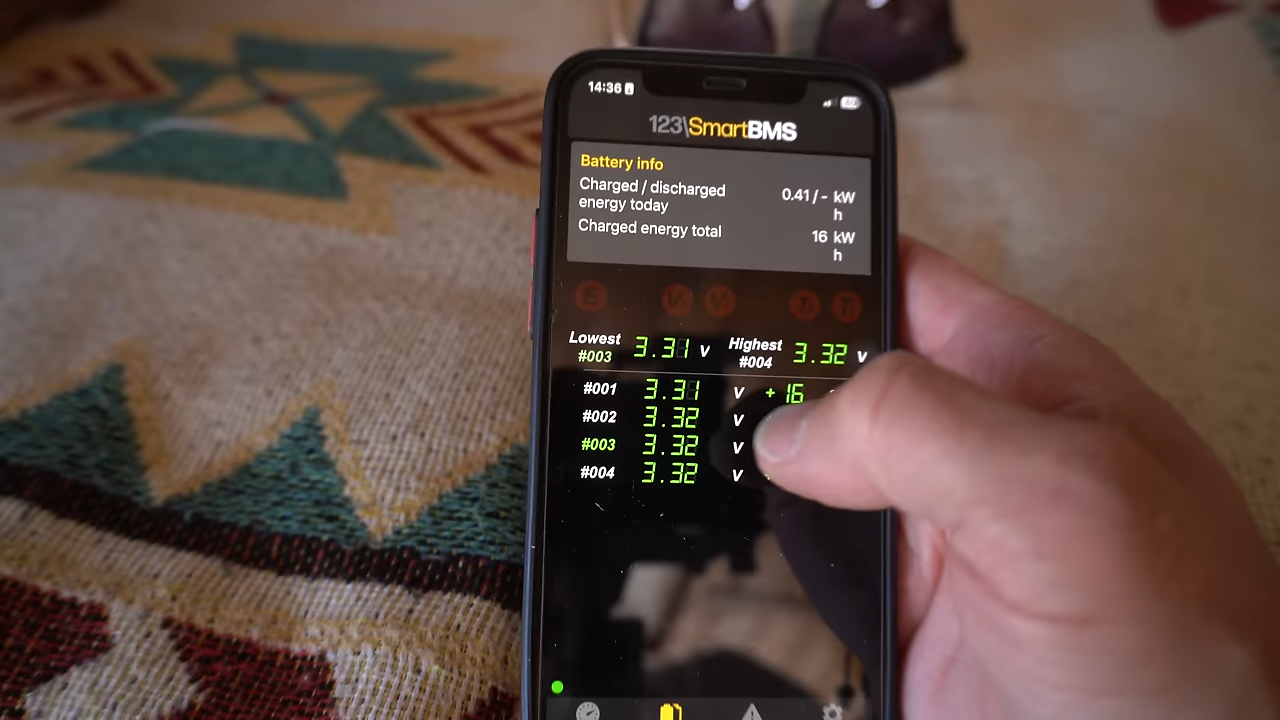 14:36
123\SmartBMS
Battery info
Charged / discharged 0.41 / - kW
energy today h
Charged energy total 16 kW
h
E V V T T
Lowest 3.31 V Highest 3.32 V
#003 #004
#001 3.31 V +16
#002 3.32 V
#003 3.32 V
#004 3.32 V